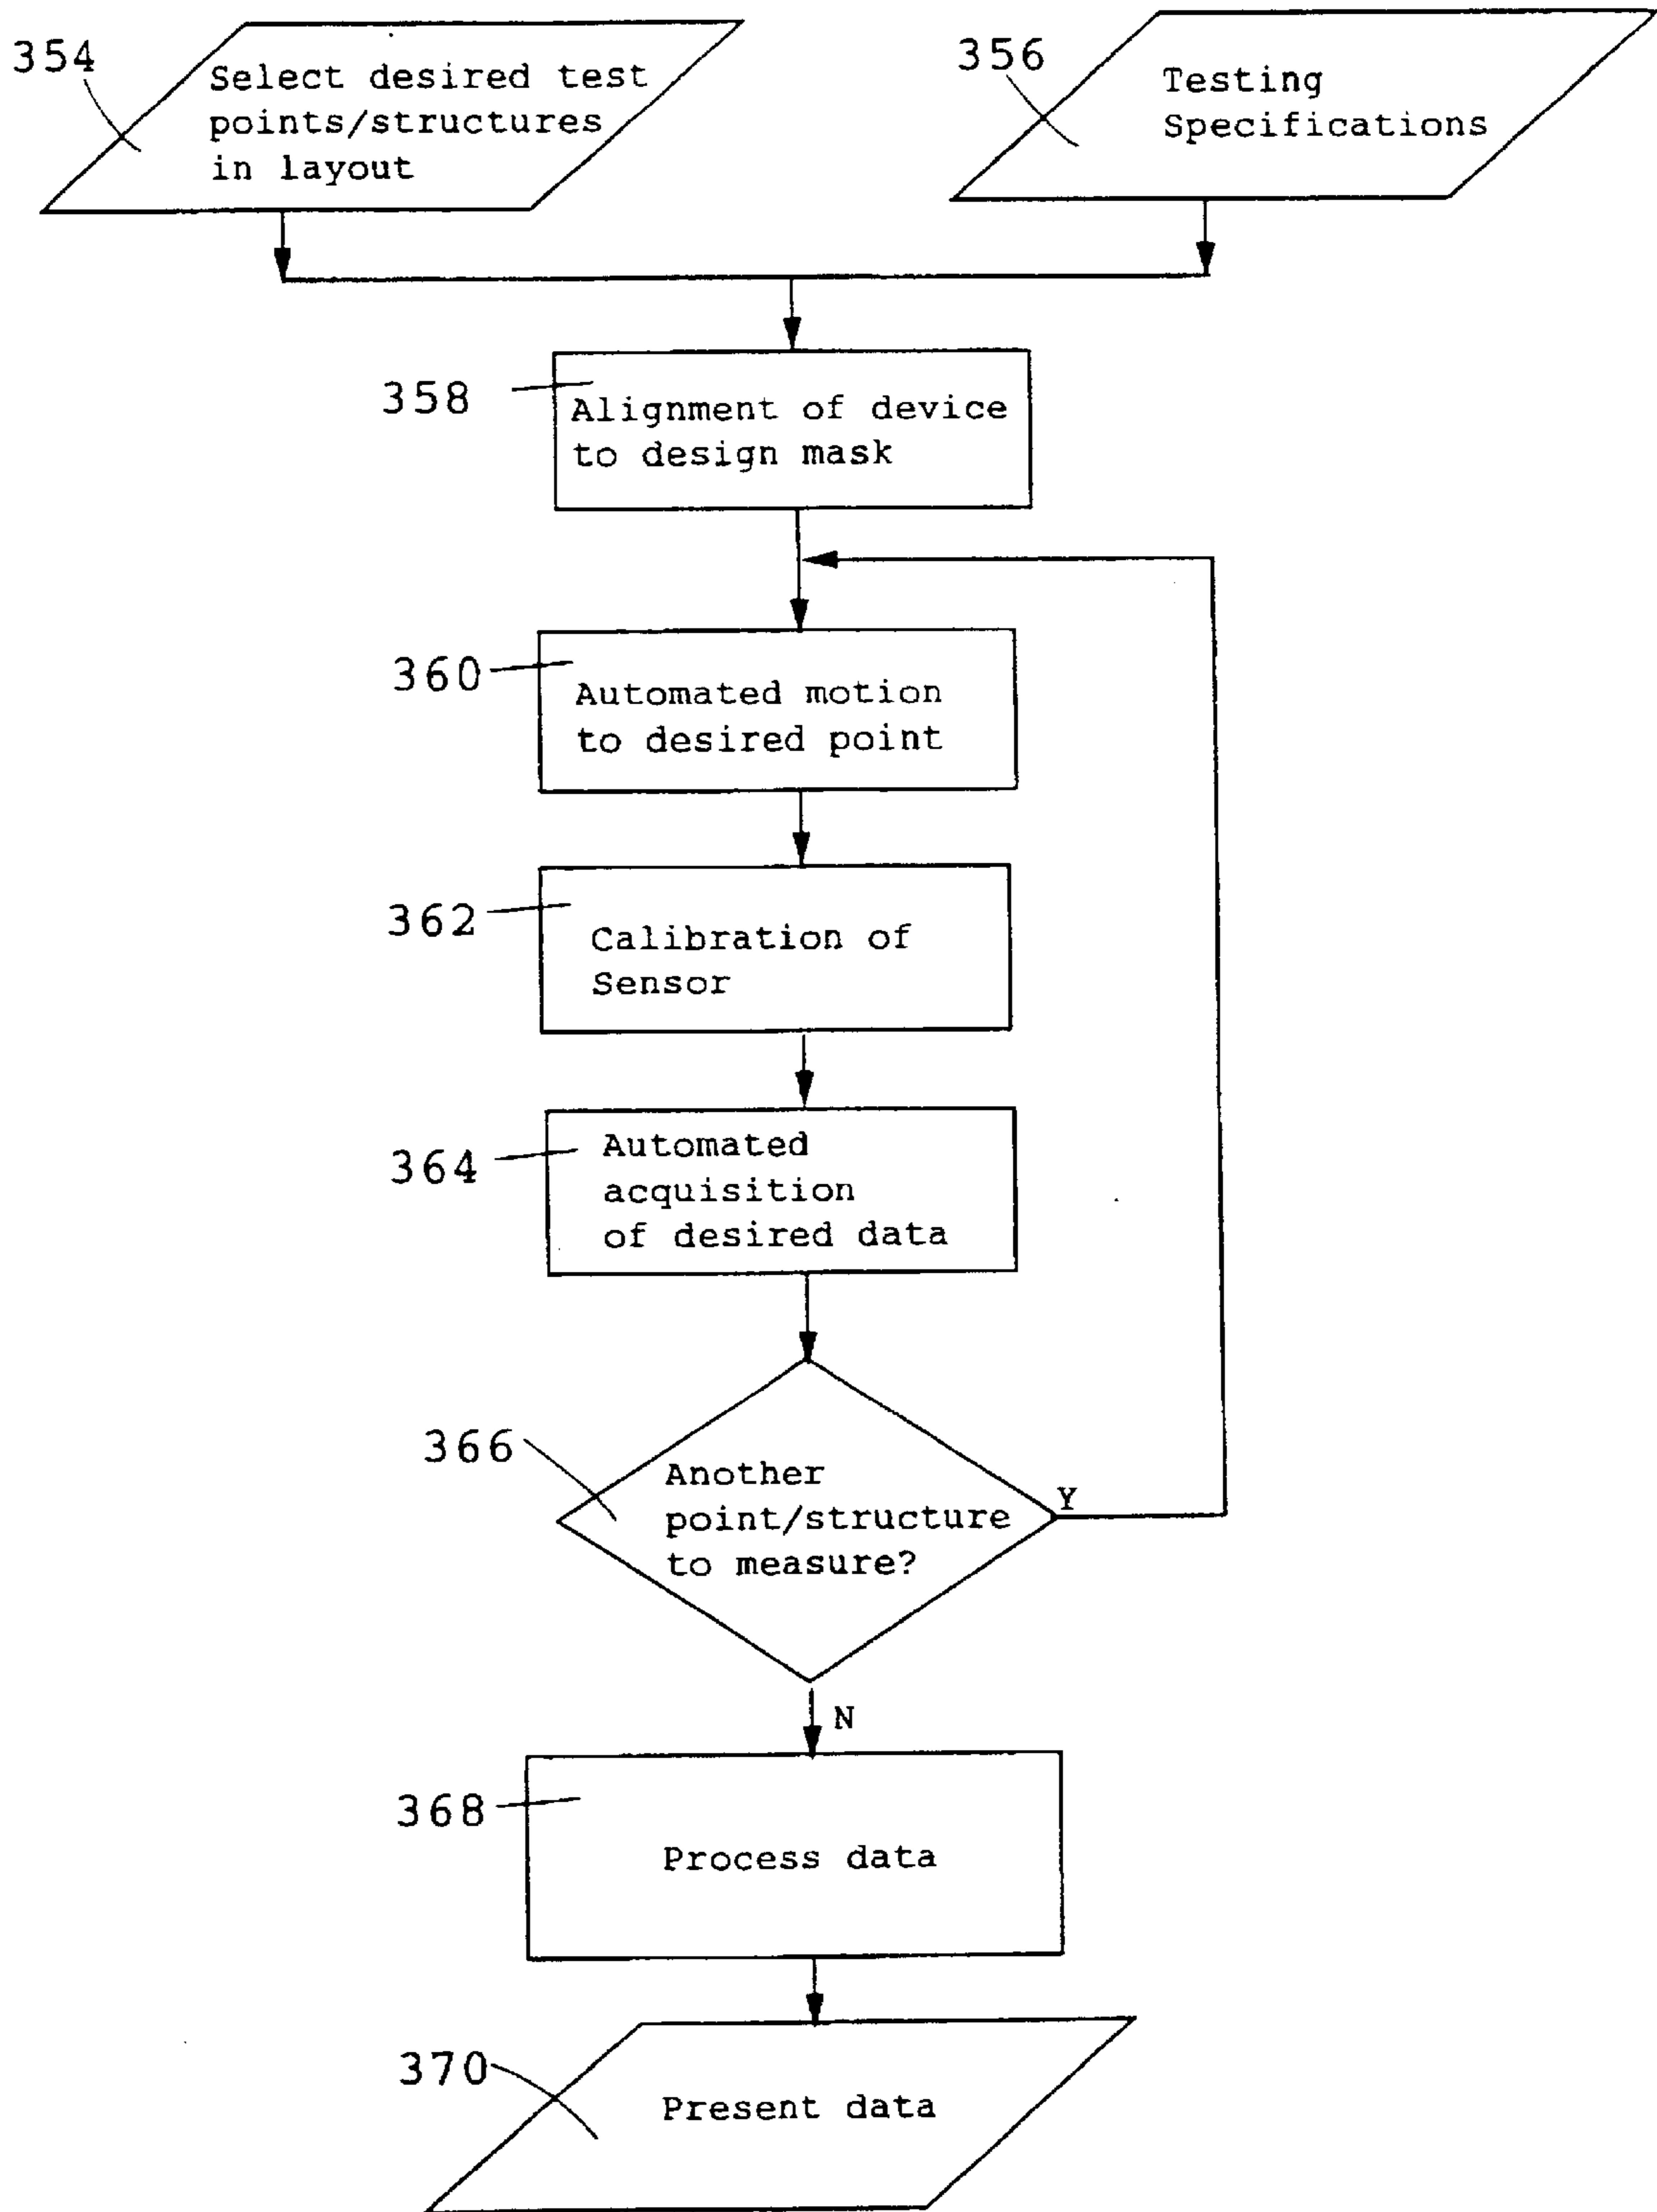 354
Select desired test
points/structures
in layout
356
Testing
Specifications
358
Alignment of device
to design mask
360
Automated motion
to desired point
362
Calibration of
Sensor
364
Automated
acquisition
of desired data
366
Another
point/structure
to measure?
Y
N
368
Process data
370
Present data